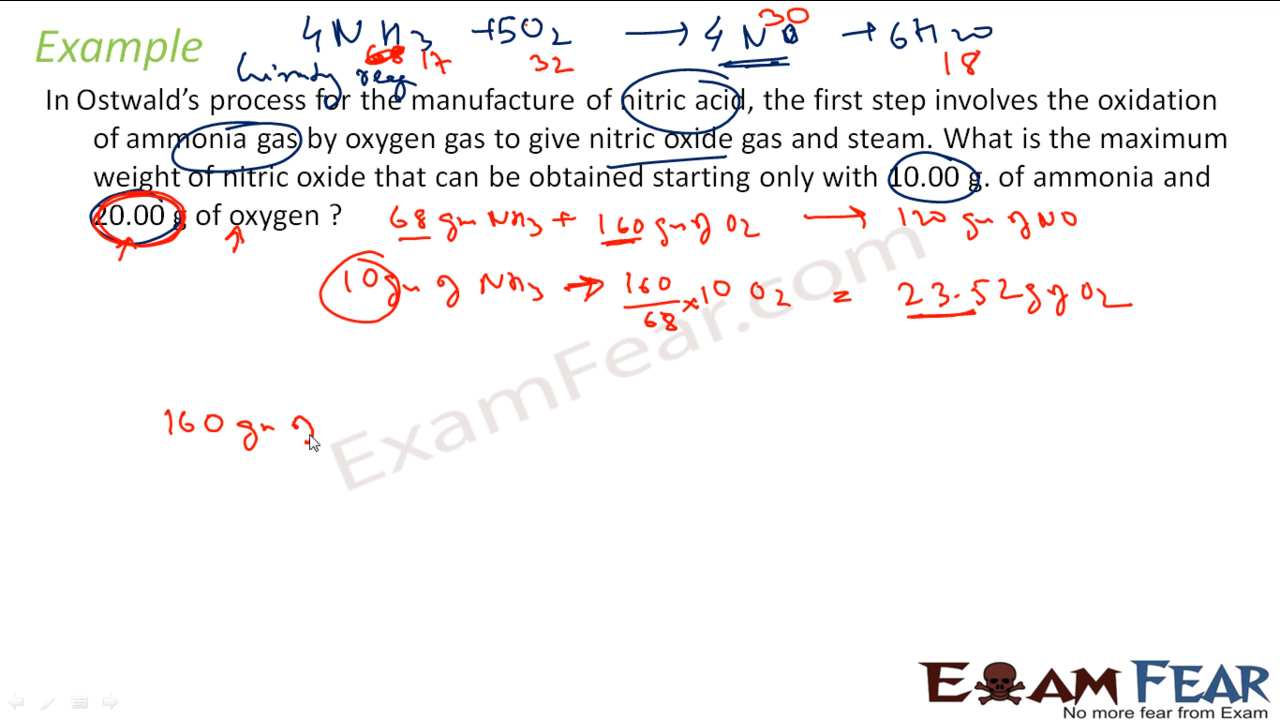 4NH3 +5O2 → 4NO → +6H2O
30
Example
68 17 32 18
In Ostwald's process for the manufacture of nitric acid, the first step involves the oxidation
of ammonia gas by oxygen gas to give nitric oxide gas and steam. What is the maximum
weight of nitric oxide that can be obtained starting only with 10.00 g. of ammonia and
20.00 g of oxygen ?
68 gm NH3 + 160 gm of O2 → 120 gm of NO
10 gm of NH3 → 160/68 × 10 O2 = 23.52 g of O2
160 gm of
ExamFear.com
EXAM FEAR
No more fear from Exam